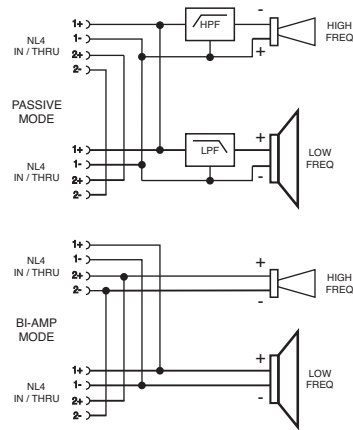 1+
1-
2+
2-
NL4
IN / THRU
HPF
-
+
HIGH
FREQ
PASSIVE
MODE
1+
1-
2+
2-
NL4
IN / THRU
LPF
+
-
LOW
FREQ
1+
1-
2+
2-
NL4
IN / THRU
+
-
HIGH
FREQ
BI-AMP
MODE
1+
1-
2+
2-
NL4
IN / THRU
+
-
LOW
FREQ